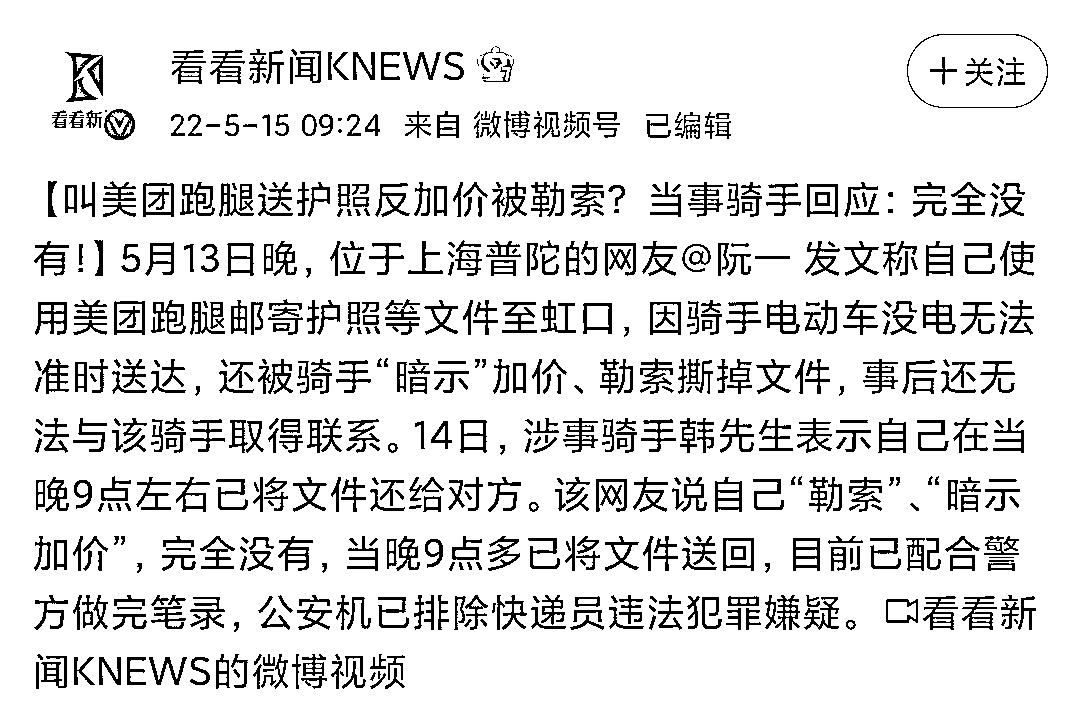 看看新闻KNEWS
+关注
看看新
22-5-15 09:24 来自 微博视频号 已编辑
【叫美团跑腿送护照反加价被勒索？当事骑手回应：完全没
有！】5月13日晚，位于上海普陀的网友@阮一 发文称自己使
用美团跑腿邮寄护照等文件至虹口，因骑手电动车没电无法
准时送达，还被骑手“暗示”加价、勒索撕掉文件，事后还无
法与该骑手取得联系。14日，涉事骑手韩先生表示自己在当
晚9点左右已将文件还给对方。该网友说自己“勒索”、“暗示
加价”，完全没有，当晚9点多已将文件送回，目前已配合警
方做完笔录，公安机已排除快递员违法犯罪嫌疑。看看新
闻KNEWS的微博视频